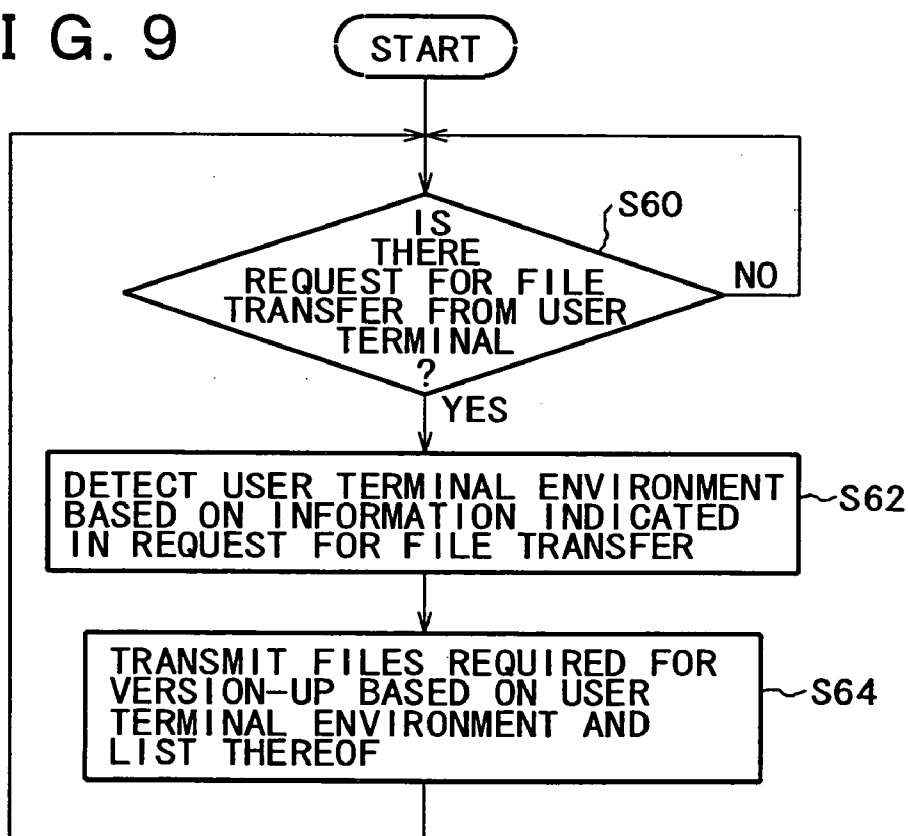 I G. 9
START
S60
IS
THERE
REQUEST FOR FILE
TRANSFER FROM USER
TERMINAL
?
NO
YES
DETECT USER TERMINAL ENVIRONMENT
BASED ON INFORMATION INDICATED
IN REQUEST FOR FILE TRANSFER
S62
TRANSMIT FILES REQUIRED FOR
VERSION-UP BASED ON USER
TERMINAL ENVIRONMENT AND
LIST THEREOF
S64